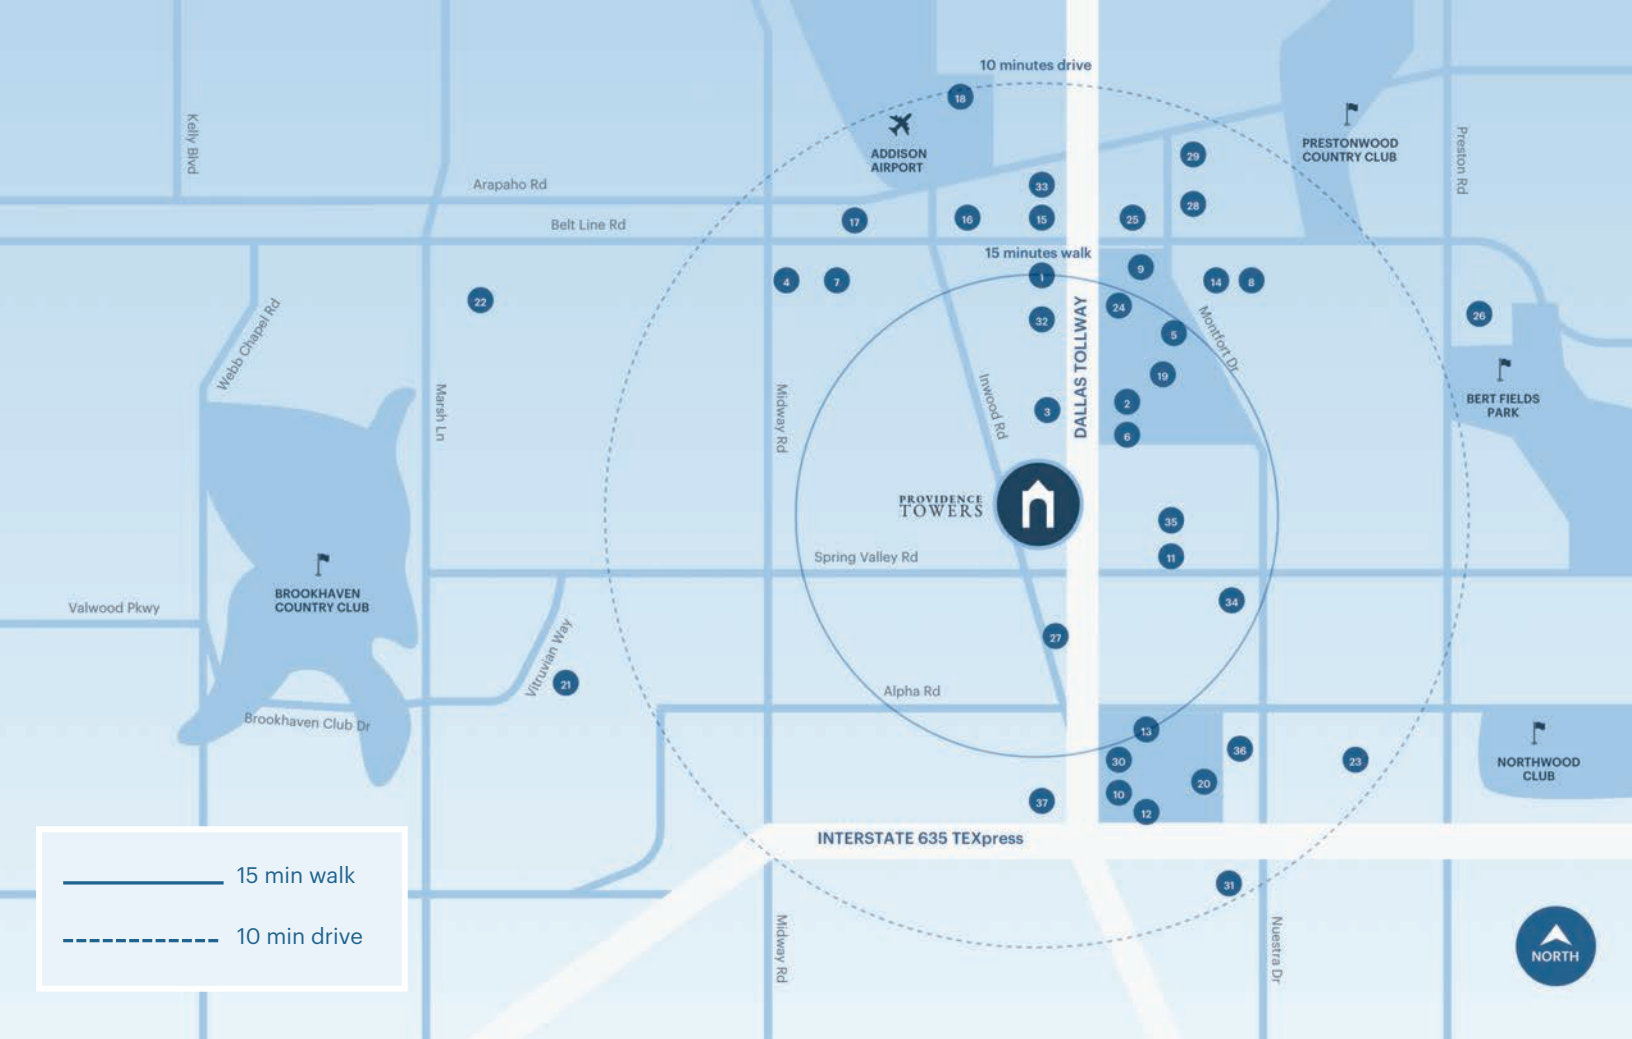 10 minutes drive
18
Kelly Blvd
ADDISON
AIRPORT
PRESTONWOOD
COUNTRY CLUB
Preston Rd
29
Arapaho Rd
33
28
17
16
15
25
Belt Line Rd
15 minutes walk
9
1
4
7
14
8
22
24
26
32
5
Webb Chapel Rd
Montfort Dr
DALLAS TOLLWAY
19
Marsh Ln
Midway Rd
Inwood Rd
3
2
6
BERT FIELDS
PARK
PROVIDENCE
TOWERS
35
11
Spring Valley Rd
BROOKHAVEN
COUNTRY CLUB
Valwood Pkwy
34
27
Vitruvian Way
21
Alpha Rd
Brookhaven Club Dr
13
36
30
23
20
10
37
12
NORTHWOOD
CLUB
INTERSTATE 635 TEXpress
15 min walk
31
10 min drive
Midway Rd
Nuestra Dr
NORTH